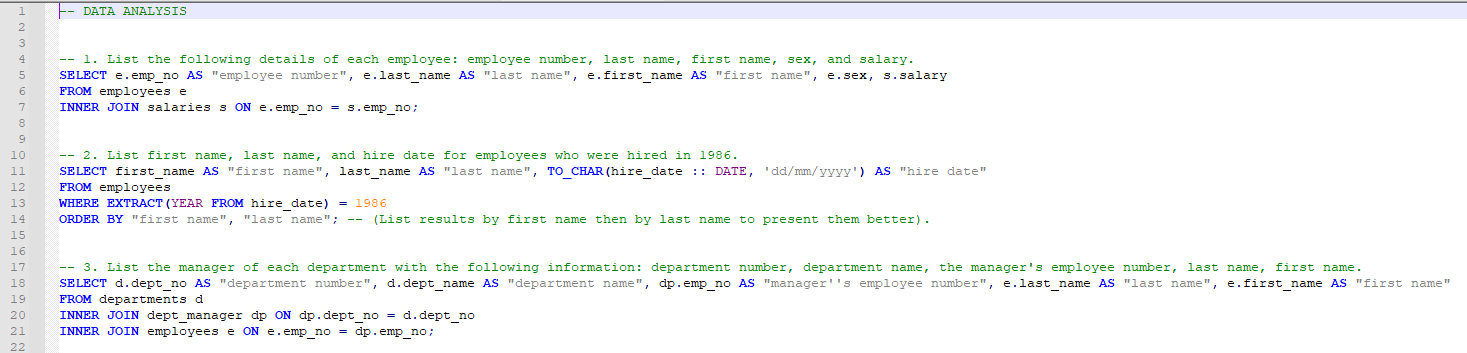 1 -- DATA ANALYSIS
2
3
4 -- 1. List the following details of each employee: employee number, last name, first name, sex, and salary.
5 SELECT e.emp_no AS "employee number", e.last_name AS "last name", e.first_name AS "first name", e.sex, s.salary
6 FROM employees e
7 INNER JOIN salaries s ON e.emp_no = s.emp_no;
8
9
10 -- 2. List first name, last name, and hire date for employees who were hired in 1986.
11 SELECT first_name AS "first name", last_name AS "last name", TO_CHAR(hire_date :: DATE, 'dd/mm/yyyy') AS "hire date"
12 FROM employees
13 WHERE EXTRACT(YEAR FROM hire_date) = 1986
14 ORDER BY "first name", "last name"; -- (List results by first name then by last name to present them better).
15
16
17 -- 3. List the manager of each department with the following information: department number, department name, the manager's employee number, last name, first name.
18 SELECT d.dept_no AS "department number", d.dept_name AS "department name", dp.emp_no AS "manager''s employee number", e.last_name AS "last name", e.first_name AS "first name"
19 FROM departments d
20 INNER JOIN dept_manager dp ON dp.dept_no = d.dept_no
21 INNER JOIN employees e ON e.emp_no = dp.emp_no;
22